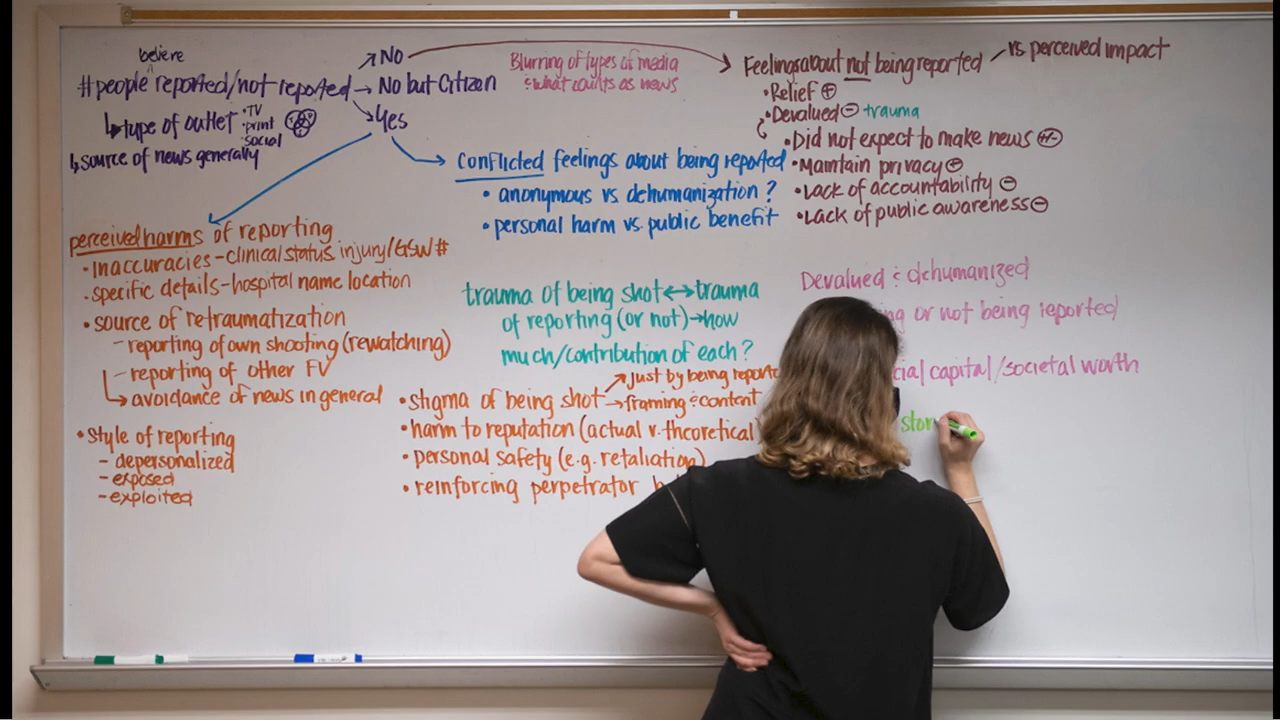 believe
#people reported/not reported → No
→ No but Citizen
→ Yes
↳ type of outlet • TV
• print
social
↳ source of news generally
Blurring of types of media
& what counts as news
Feelings about not being reported
vs perceived impact
• Relief +
• Devalued - trauma
• Did not expect to make news +/-
• Maintain privacy +
• Lack of accountability -
• Lack of public awareness -
Conflicted feelings about being reported
• anonymous vs dehumanization ?
• personal harm vs. public benefit
perceived harms of reporting
• Inaccuracies - clinical status, injury/GSW #
• specific details - hospital name location
• source of retraumatization
- reporting of own shooting (rewatching)
- reporting of other FV
↳ avoidance of news in general
• Style of reporting
- depersonalized
- exposed
- exploited
trauma of being shot ↔ trauma
of reporting (or not) → how
much/contribution of each?
• stigma of being shot → just by being
→ framing & content
• harm to reputation (actual v. theoretical
• personal safety (e.g. retaliation)
• reinforcing perpetrator
Devalued & dehumanized
or not being reported
capital/societal worth